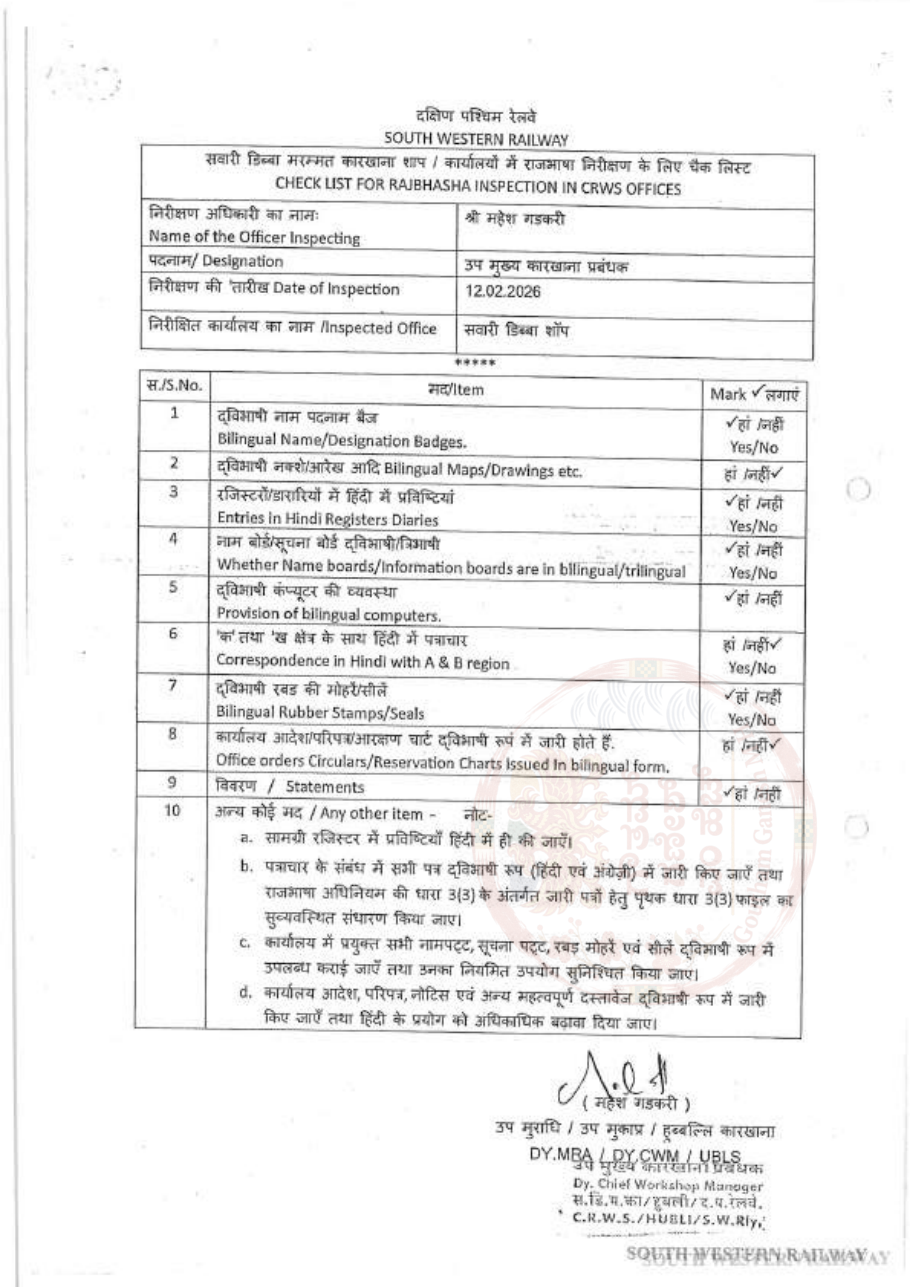 दक्षिण पश्चिम रेलवे
SOUTH WESTERN RAILWAY
सवारी डिब्बा मरम्मत कारखाना शाप / कार्यालयों में राजभाषा निरीक्षण के लिए चैक लिस्ट
CHECK LIST FOR RAJBHASHA INSPECTION IN CRWS OFFICES
निरीक्षण अधिकारी का नामः
Name of the Officer Inspecting
श्री महेश गडकरी
पदनाम/ Designation
उप मुख्य कारखाना प्रबंधक
निरीक्षण की 'तारीख Date of Inspection
12.02.2026
निरीक्षित कार्यालय का नाम /Inspected Office
सवारी डिब्बा शॉप
*****
स./S.No. मद/Item Mark ✓लगाएं
1 द्विभाषी नाम पदनाम बैज ✓हां /नहीं
Bilingual Name/Designation Badges. Yes/No
2 द्विभाषी नक्शे/आरेख आदि Bilingual Maps/Drawings etc. हां /नहीं✓
3 रजिस्टरों/डारारियों में हिंदी में प्रविष्टियां ✓हां /नहीं
Entries in Hindi Registers Diaries Yes/No
4 नाम बोर्ड/सूचना बोर्ड द्विभाषी/त्रिभाषी ✓हां /नहीं
Whether Name boards/Information boards are in bilingual/trilingual Yes/No
5 द्विभाषी कंप्यूटर की व्यवस्था ✓हां /नहीं
Provision of bilingual computers.
6 'क' तथा 'ख क्षेत्र के साथ हिंदी में पत्राचार हां /नहीं✓
Correspondence in Hindi with A & B region . Yes/No
7 द्विभाषी रबड की मोहरें/सीलें ✓हां /नहीं
Bilingual Rubber Stamps/Seals Yes/No
8 कार्यालय आदेश/परिपत्र/आरक्षण चार्ट द्विभाषी रूप में जारी होते हैं. हां /नहीं✓
Office orders Circulars/Reservation Charts issued In bilingual form.
9 विवरण / Statements ✓हां /नहीं
10 अन्य कोई मद / Any other item - नोट-
a. सामग्री रजिस्टर में प्रविष्टियाँ हिंदी में ही की जाएँ।
b. पत्राचार के संबंध में सभी पत्र द्विभाषी रूप (हिंदी एवं अंग्रेज़ी) में जारी किए जाएँ तथा
राजभाषा अधिनियम की धारा 3(3) के अंतर्गत जारी पत्रों हेतु पृथक धारा 3(3) फाइल का
सुव्यवस्थित संधारण किया जाए।
c. कार्यालय में प्रयुक्त सभी नामपट्ट, सूचना पट्ट, रबड़ मोहरें एवं सीलें द्विभाषी रूप में
उपलब्ध कराई जाएँ तथा उनका नियमित उपयोग सुनिश्चित किया जाए।
d. कार्यालय आदेश, परिपत्र, नोटिस एवं अन्य महत्वपूर्ण दस्तावेज द्विभाषी रूप में जारी
किए जाएँ तथा हिंदी के प्रयोग को अधिकाधिक बढ़ावा दिया जाए।
( महेश गडकरी )
उप मुराधि / उप मुकाप्र / हुब्बल्लि कारखाना
DY.MRA / DY.CWM / UBLS
उप मुख्य कारखाना प्रबंधक
Dy. Chief Workshop Manager
स.डि.म.का/हुबली/द.प.रेलवे.
C.R.W.S./HUBLI/S.W.Rly.
SOUTH WESTERN RAILWAY